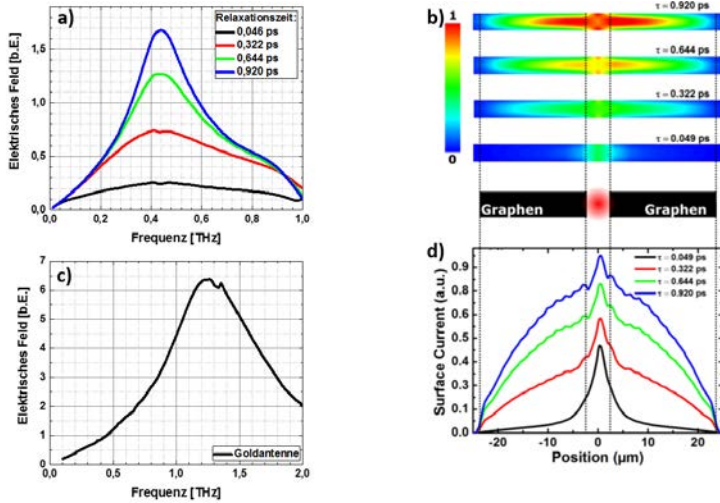 a)
Relaxationszeit:
0,046 ps
0,322 ps
0,644 ps
0,920 ps
Elektrisches Feld [b.E.]
1,5
1,0
0,5
0,0
0,0 0,2 0,4 0,6 0,8 1,0
Frequenz [THz]
b)
1
0
τ = 0.920 ps
τ = 0.644 ps
τ = 0.322 ps
τ = 0.049 ps
Graphen Graphen
c)
Elektrisches Feld [b.E.]
7
6
5
4
3
2
1
0
0,0 0,5 1,0 1,5 2,0
Goldantenne
Frequenz [THz]
d)
τ = 0.049 ps
τ = 0.322 ps
τ = 0.644 ps
τ = 0.920 ps
Surface Current (a.u.)
0.9
0.8
0.6
0.4
0.3
0.1
0.0
-20 -10 0 10 20
Position (μm)